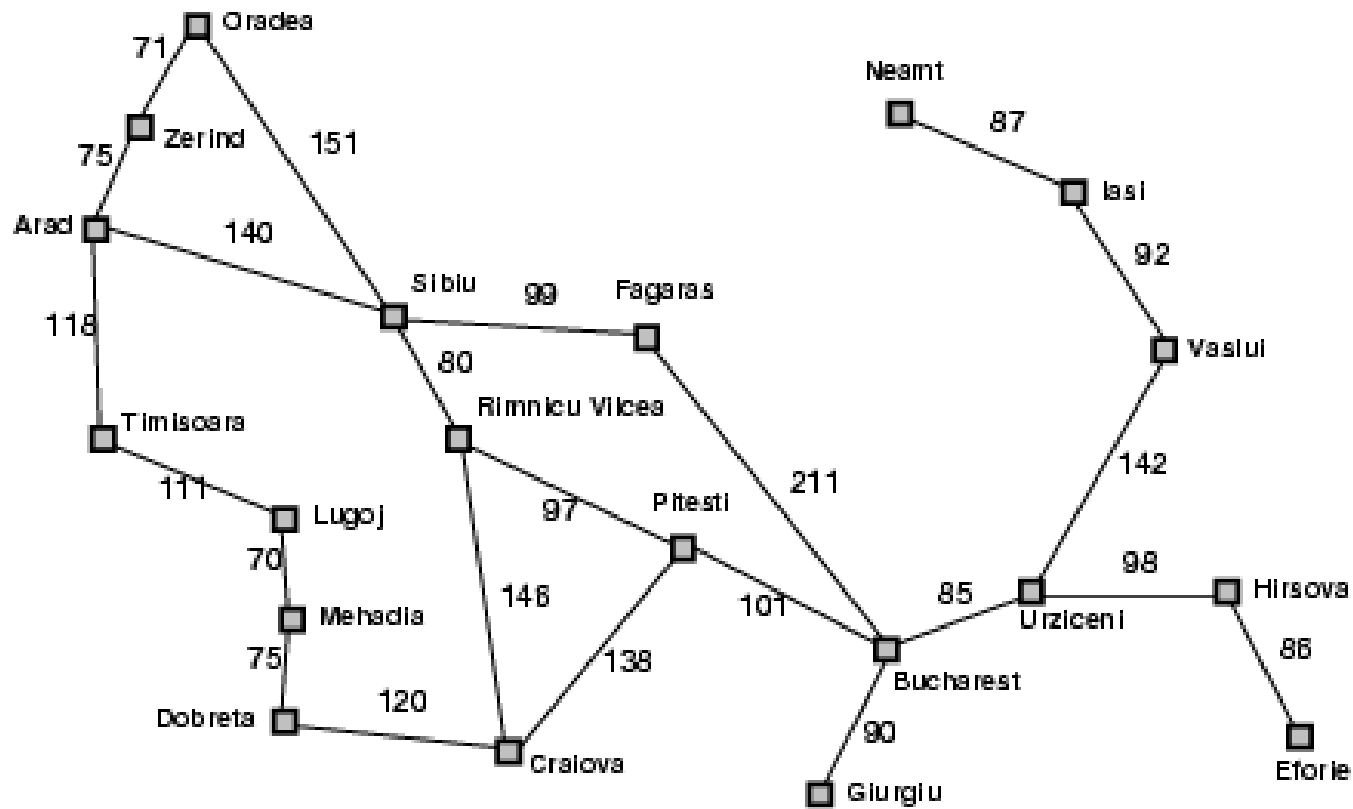 Oradea
71
Neamt
87
Zerind
151
75
Iasi
Arad
140
92
Sibiu
99
Fagaras
118
80
Vaslui
Timisoara
Rimnicu Vilcea
142
111
211
Lugoj
97
Pitesti
70
98
146
101
85
Hirsova
Mehadia
Urziceni
75
138
86
Bucharest
120
Dobreta
90
Craiova
Eforie
Giurgiu